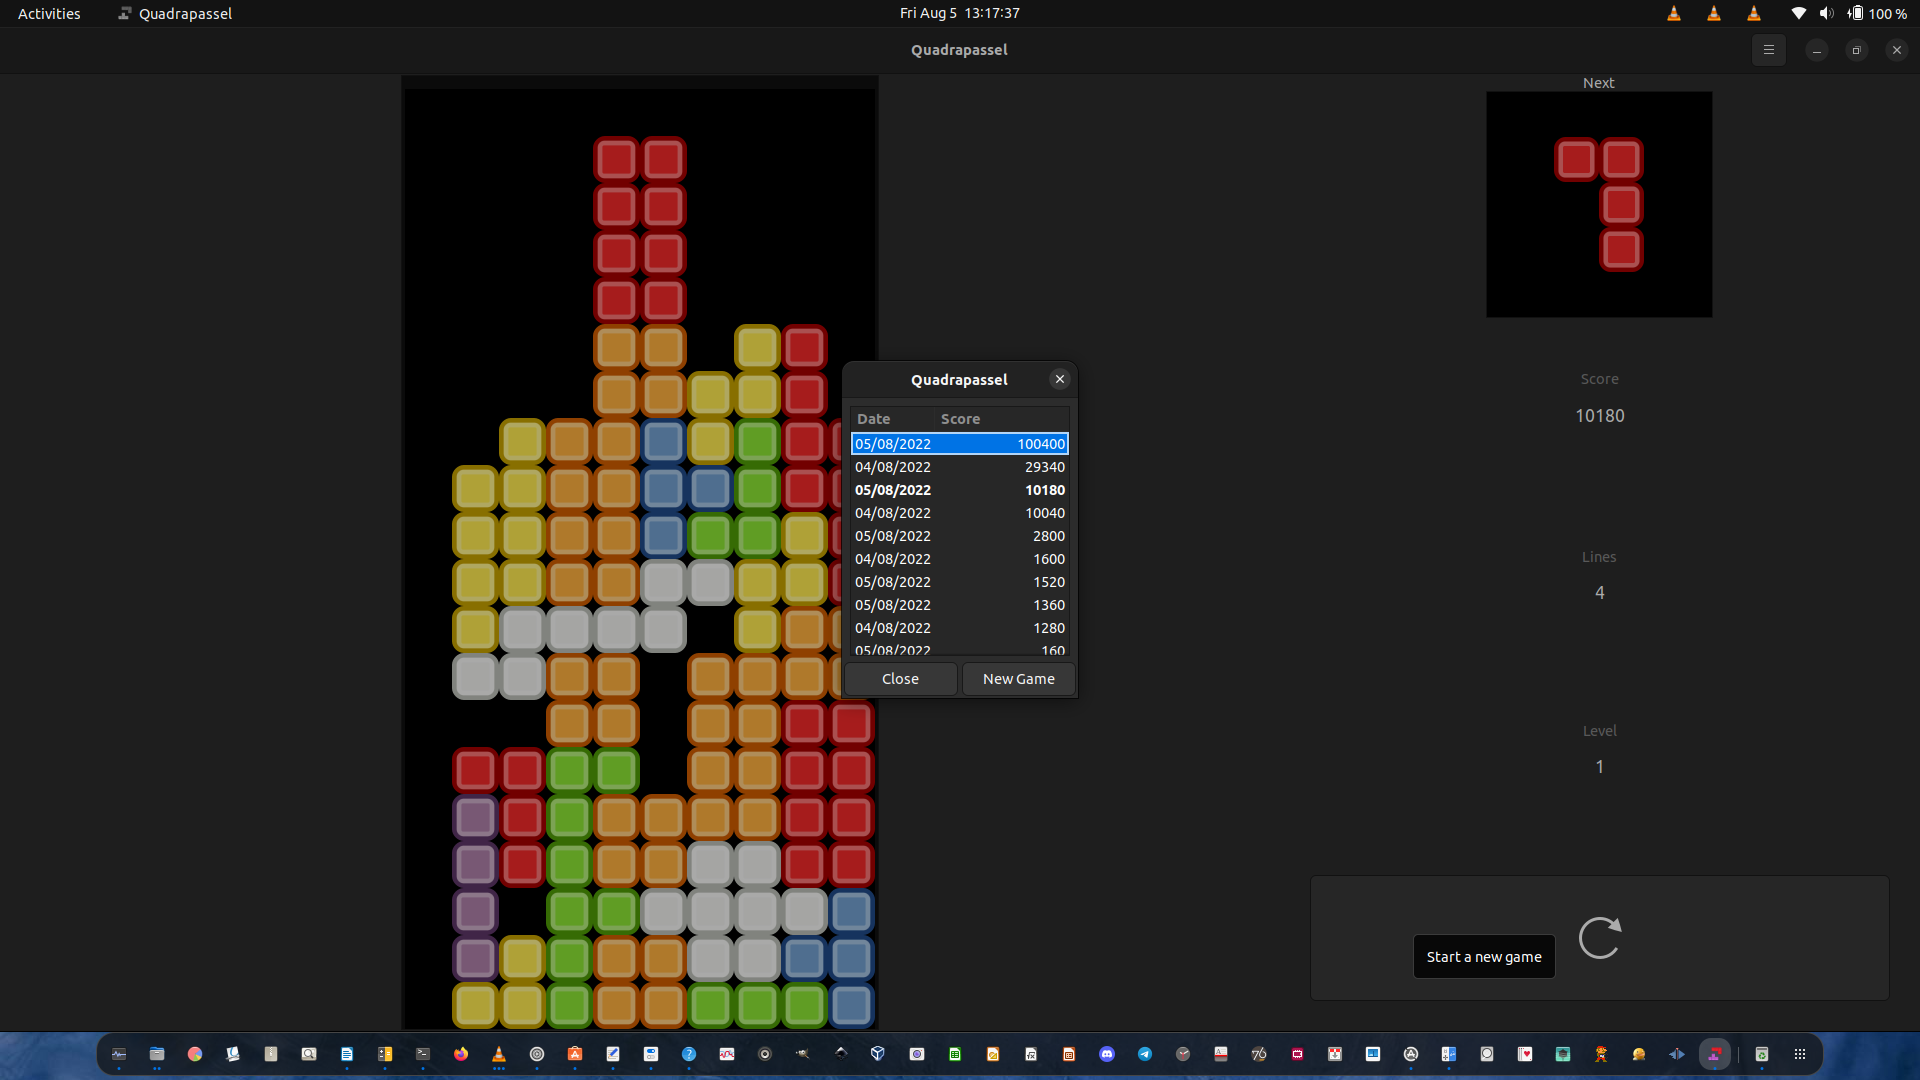 Activities
Quadrapassel
Fri Aug 5 13:17:37
100 %
Quadrapassel
Next
Score
10180
Lines
4
Level
1
Start a new game
Quadrapassel
Date Score
05/08/2022 100400
04/08/2022 29340
05/08/2022 10180
04/08/2022 10040
05/08/2022 2800
04/08/2022 1600
05/08/2022 1520
05/08/2022 1360
04/08/2022 1280
05/08/2022 160
Close
New Game